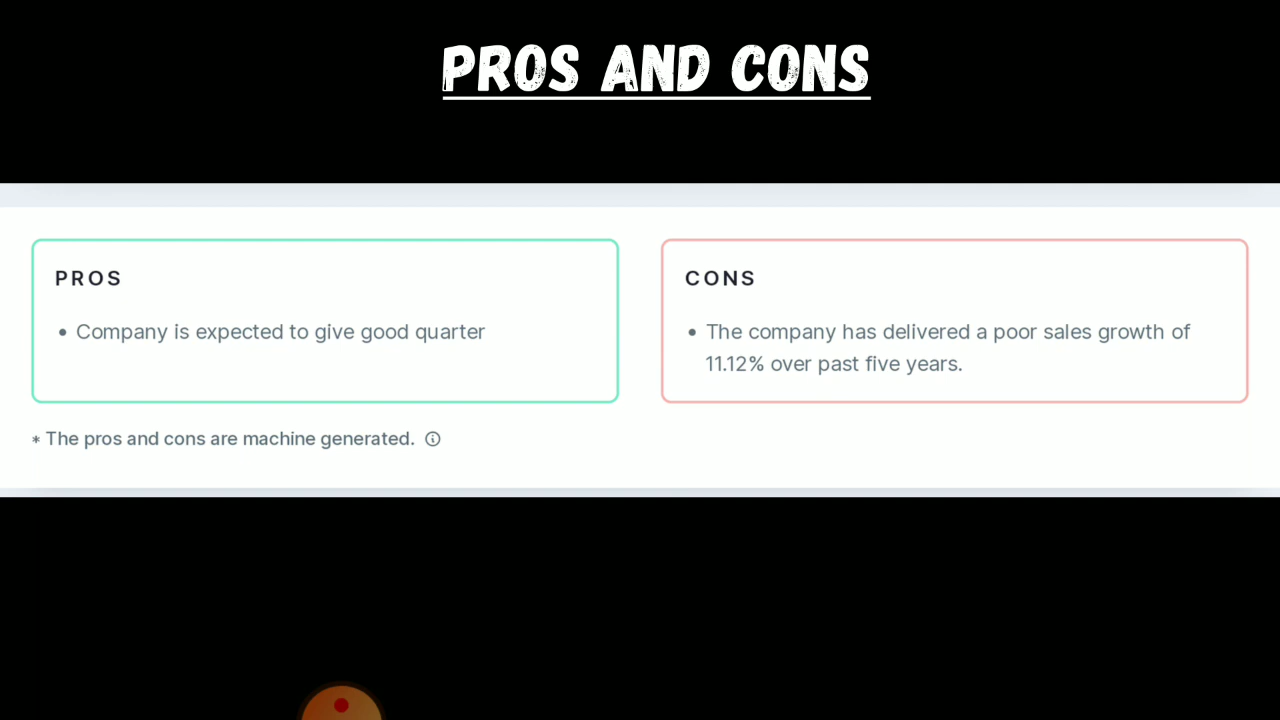 PROS AND CONS
PROS
• Company is expected to give good quarter
CONS
• The company has delivered a poor sales growth of
11.12% over past five years.
* The pros and cons are machine generated.